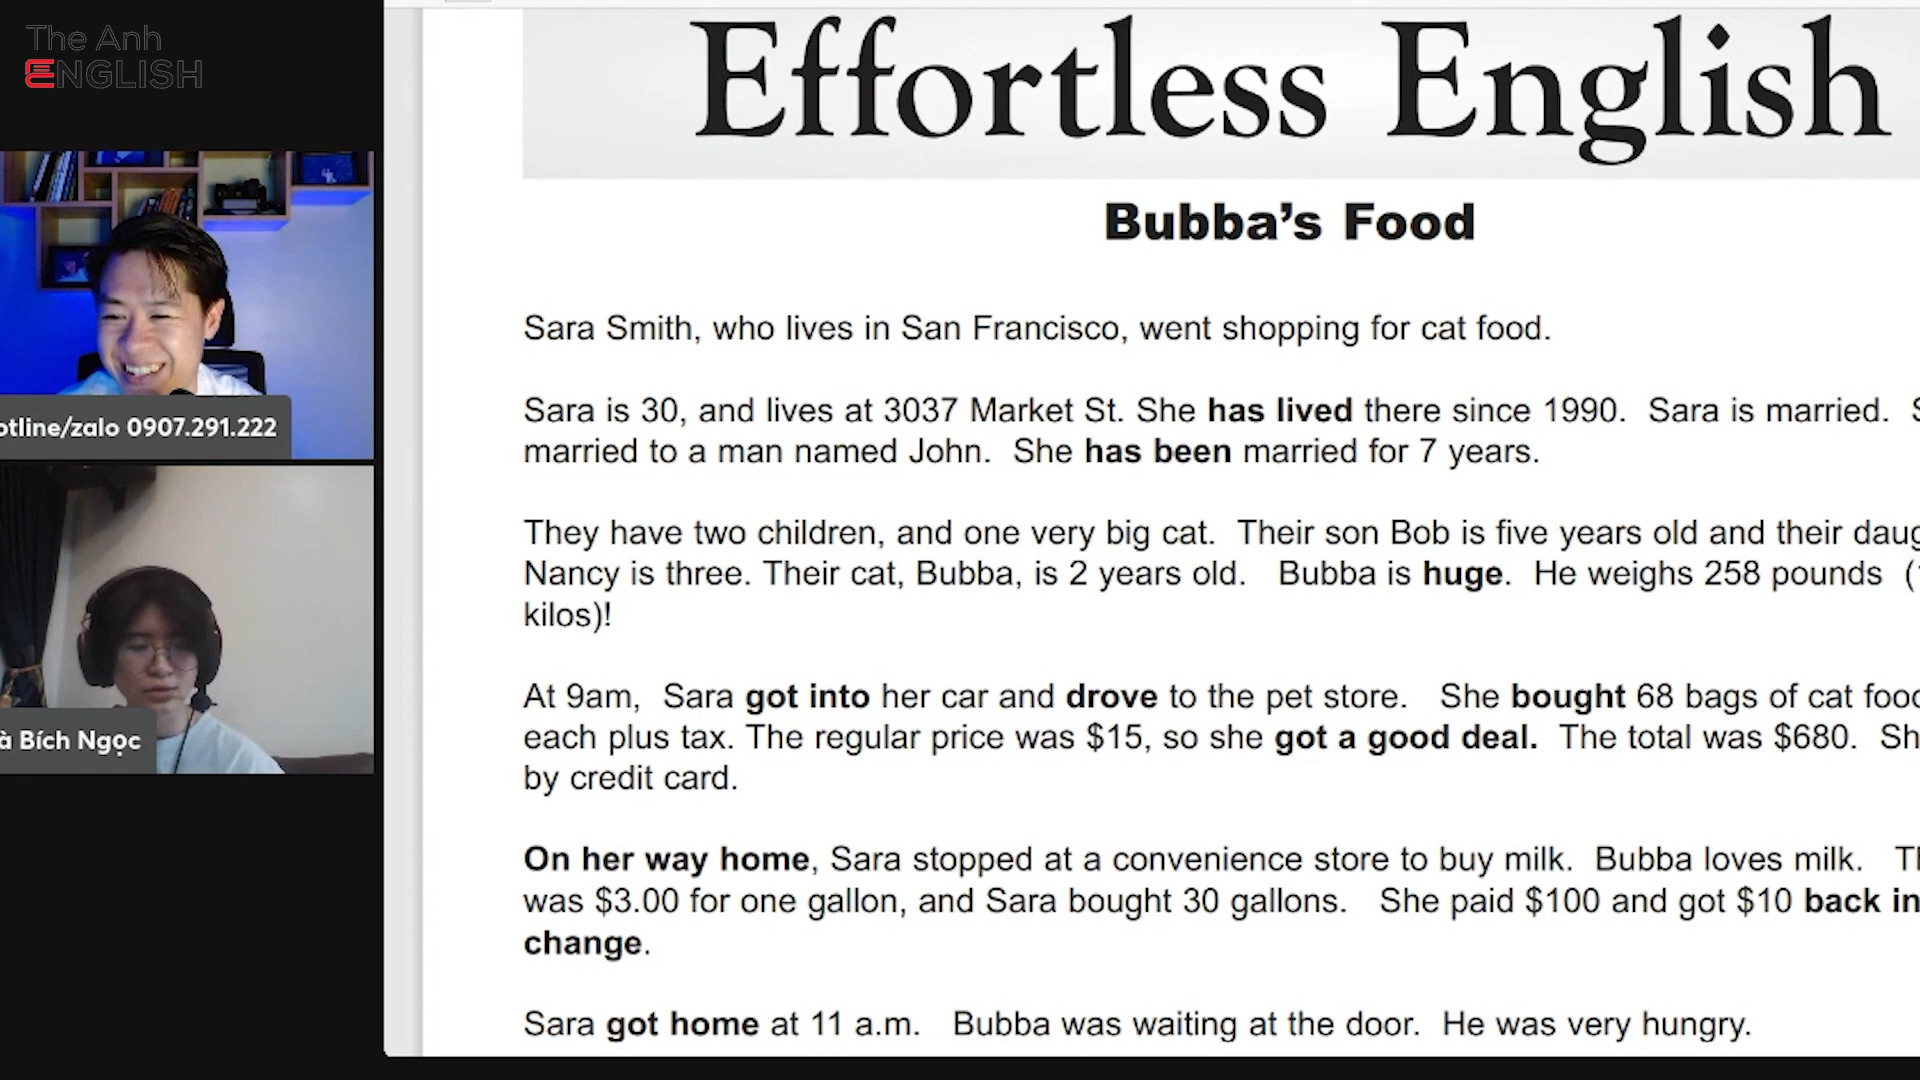 The Anh
ENGLISH
Effortless English
Bubba's Food
Sara Smith, who lives in San Francisco, went shopping for cat food.
Sara is 30, and lives at 3037 Market St. She has lived there since 1990. Sara is married.
married to a man named John. She has been married for 7 years.
They have two children, and one very big cat. Their son Bob is five years old and their
Nancy is three. Their cat, Bubba, is 2 years old. Bubba is huge. He weighs 258 pounds (
kilos)!
At 9am, Sara got into her car and drove to the pet store. She bought 68 bags of cat
each plus tax. The regular price was $15, so she got a good deal. The total was $680.
by credit card.
On her way home, Sara stopped at a convenience store to buy milk. Bubba loves milk.
was $3.00 for one gallon, and Sara bought 30 gallons. She paid $100 and got $10 back in
change.
Sara got home at 11 a.m. Bubba was waiting at the door. He was very hungry.
otline/zalo 0907.291.222
à Bích Ngọc